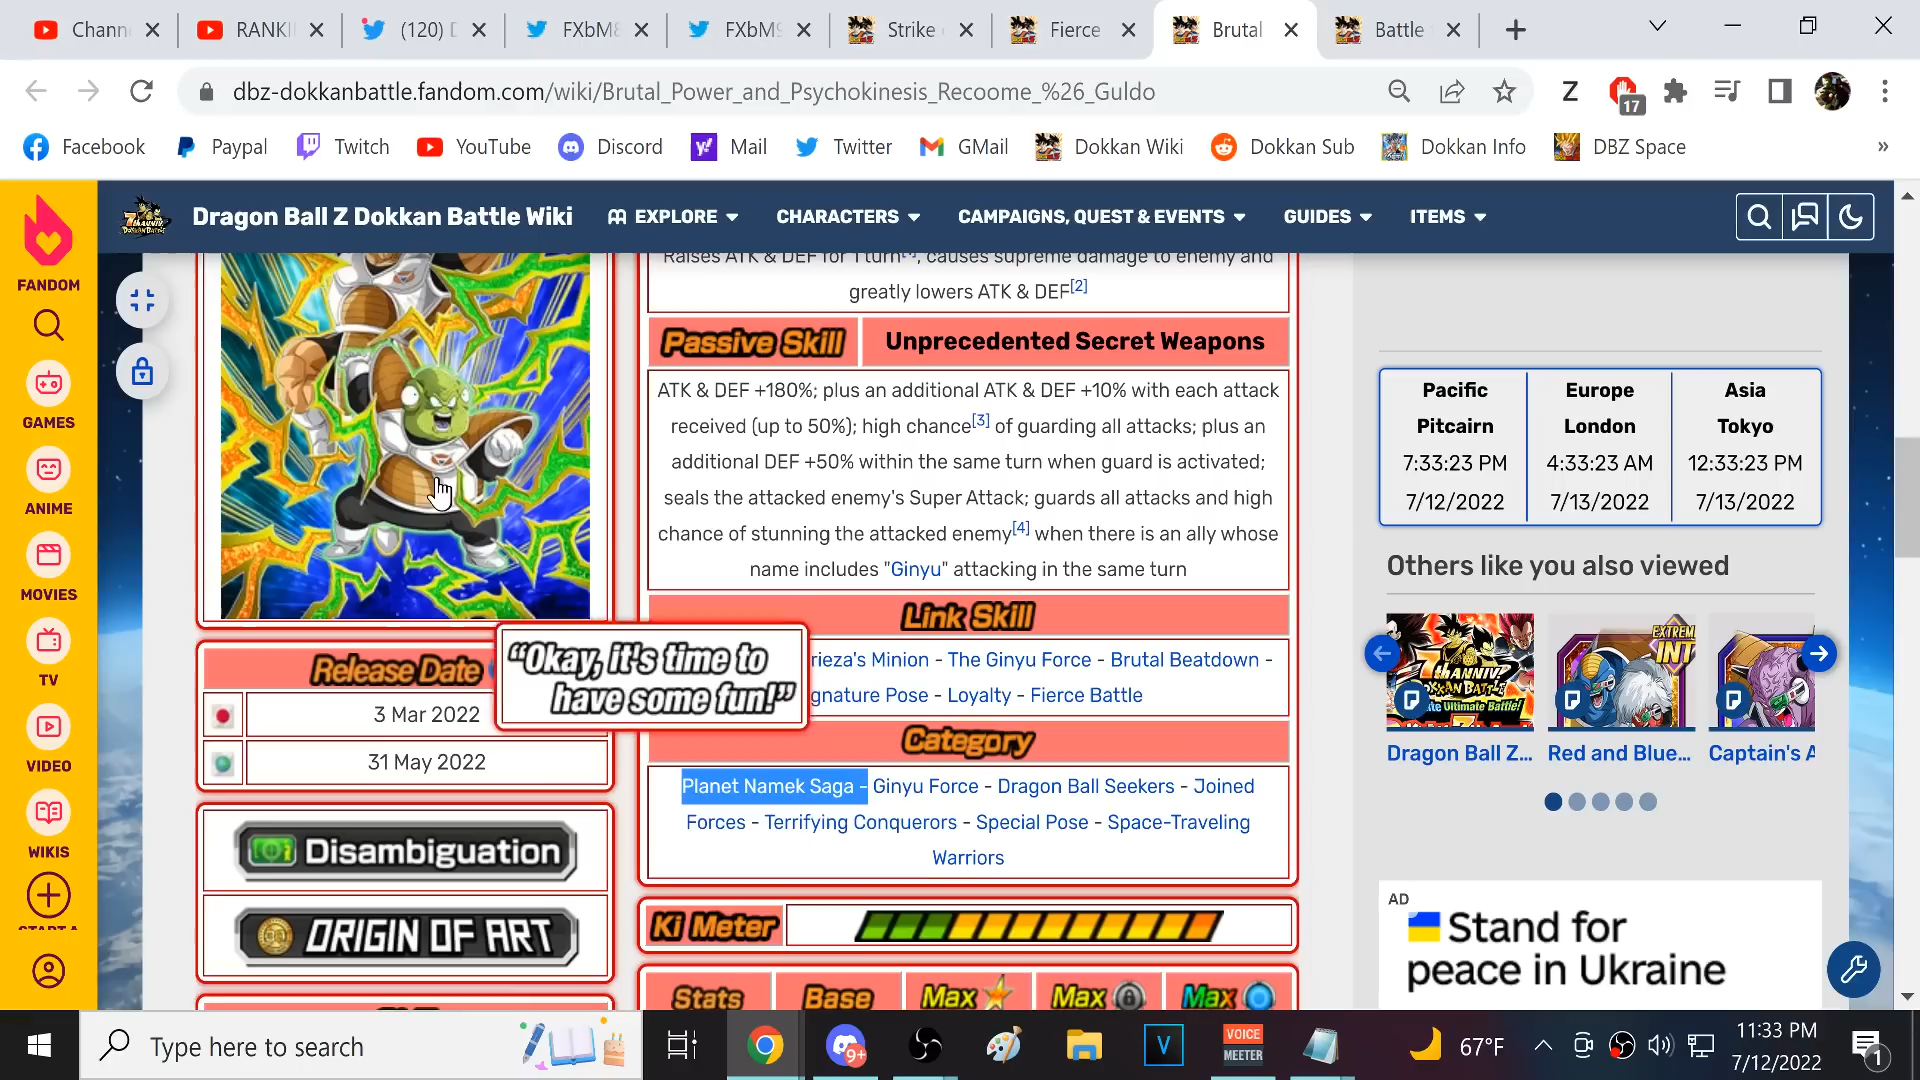 Chann
RANKI
(120) D
FXbM8
FXbM9
Strike
Fierce
Brutal
Battle
dbz-dokkanbattle.fandom.com/wiki/Brutal_Power_and_Psychokinesis_Recoome_%26_Guldo
Z
17
Facebook
Paypal
Twitch
YouTube
Discord
Mail
Twitter
GMail
Dokkan Wiki
Dokkan Sub
Dokkan Info
DBZ Space
»
Dragon Ball Z Dokkan Battle Wiki
EXPLORE
CHARACTERS
CAMPAIGNS, QUEST & EVENTS
GUIDES
ITEMS
FANDOM
GAMES
ANIME
MOVIES
TV
VIDEO
WIKIS
START A
Raises ATK & DEF for 1 turn[1], causes supreme damage to enemy and
greatly lowers ATK & DEF[2]
Passive Skill
Unprecedented Secret Weapons
ATK & DEF +180%; plus an additional ATK & DEF +10% with each attack
received (up to 50%); high chance[3] of guarding all attacks; plus an
additional DEF +50% within the same turn when guard is activated;
seals the attacked enemy's Super Attack; guards all attacks and high
chance of stunning the attacked enemy[4] when there is an ally whose
name includes "Ginyu" attacking in the same turn
Link Skill
rieza's Minion - The Ginyu Force - Brutal Beatdown -
gnature Pose - Loyalty - Fierce Battle
Category
Planet Namek Saga - Ginyu Force - Dragon Ball Seekers - Joined
Forces - Terrifying Conquerors - Special Pose - Space-Traveling
Warriors
Ki Meter
Stats
Base
Max
Max
Max
"Okay, it's time to
have some fun!"
Release Date
3 Mar 2022
31 May 2022
Disambiguation
ORIGIN OF ART
Pacific
Pitcairn
7:33:23 PM
7/12/2022
Europe
London
4:33:23 AM
7/13/2022
Asia
Tokyo
12:33:23 PM
7/13/2022
Others like you also viewed
EXTREME
INT
Dragon Ball Z...
Red and Blue...
Captain's A
AD
Stand for
peace in Ukraine
Type here to search
9+
V
VOICE
MEETER
67°F
11:33 PM
7/12/2022
1